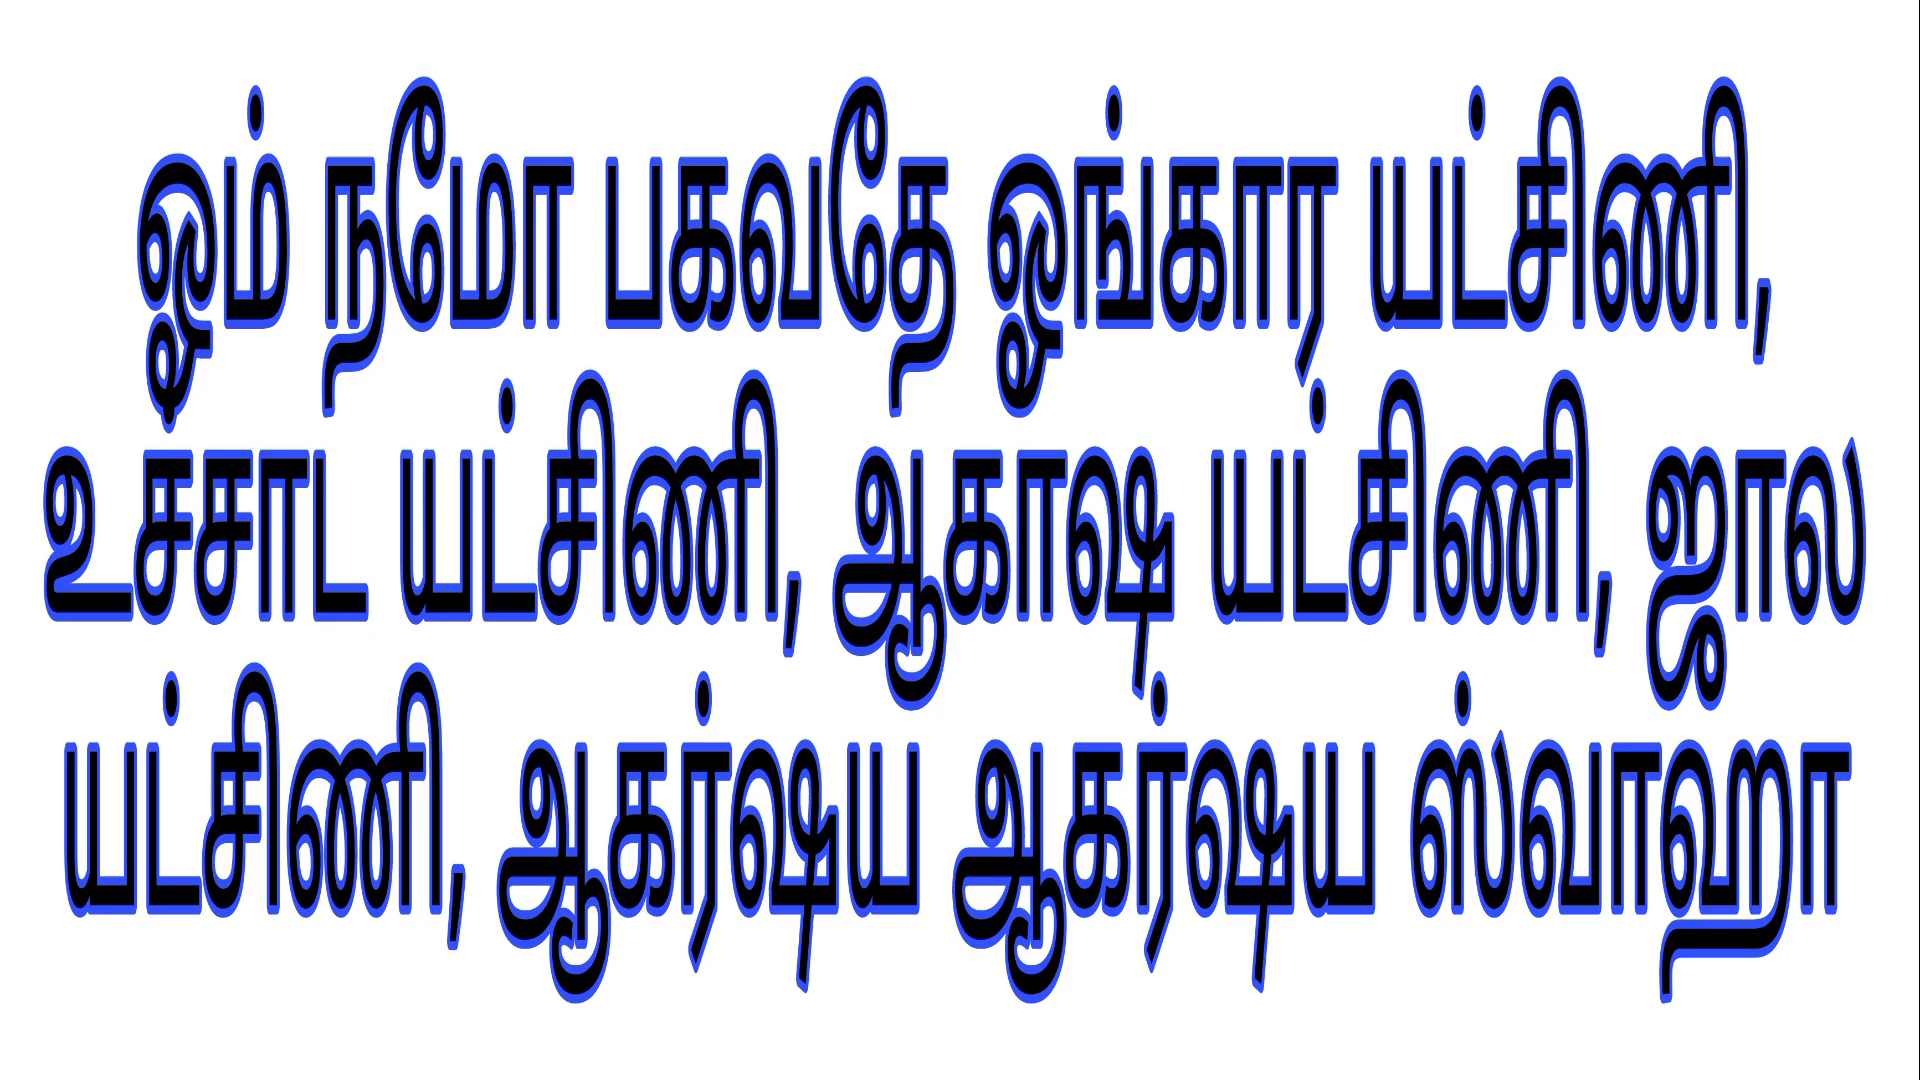 ஓம் நமோ பகவதே ஓங்கார யட்சிணி,
உச்சாட யட்சிணி, ஆகாஷ யட்சிணி, ஜால
யட்சிணி, ஆகர்ஷய ஆகர்ஷய ஸ்வாஹா